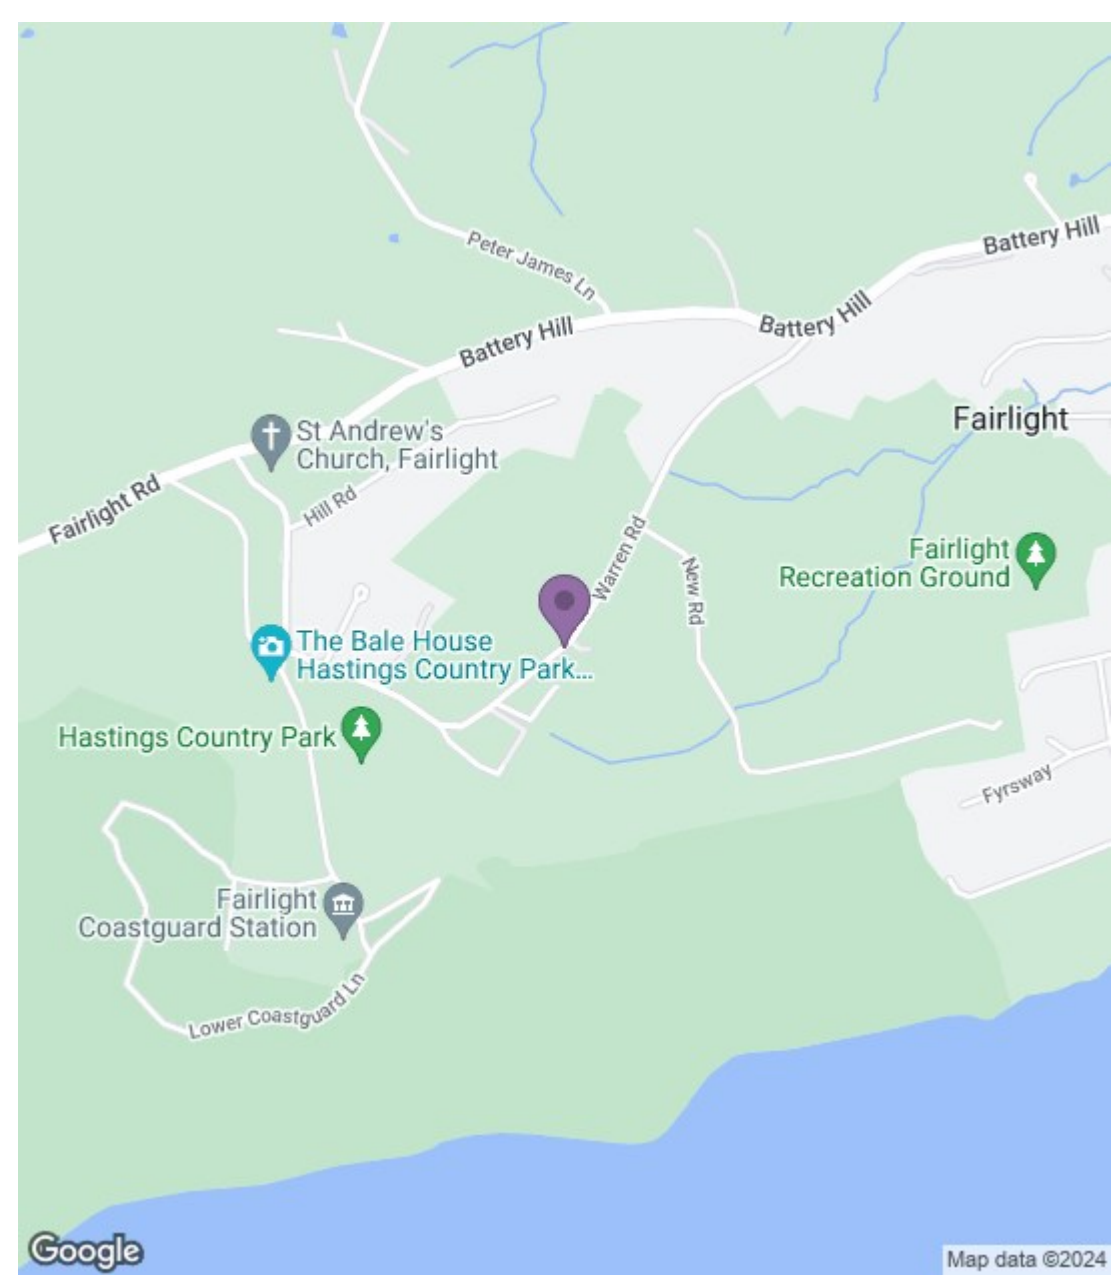 Battery Hill
Peter James Ln
Battery Hill
Battery Hill
Fairlight
St Andrew's
Church, Fairlight
Fairlight Rd
Hill Rd
Warren Rd
New Rd
Fairlight
Recreation Ground
The Bale House
Hastings Country Park...
Hastings Country Park
Fyrsway
Fairlight
Coastguard Station
Lower Coastguard Ln
Google
Map data ©2024